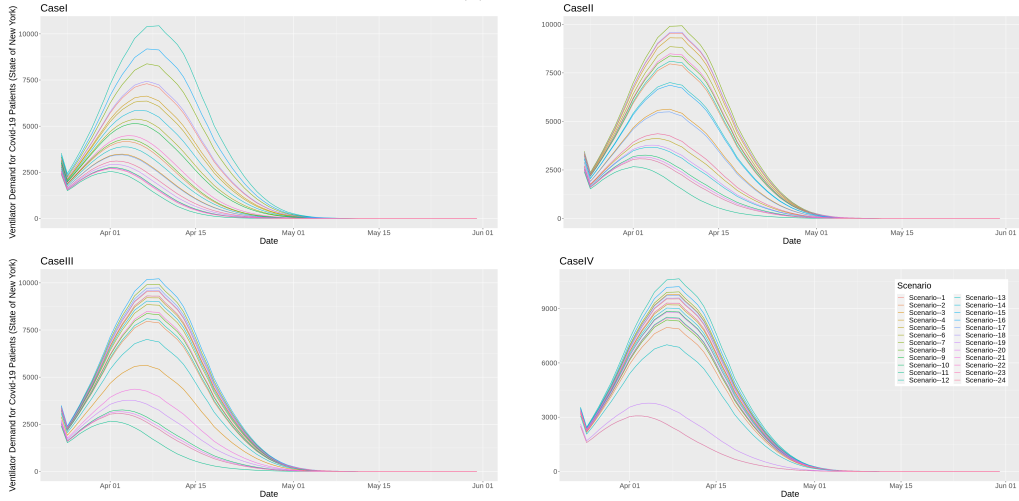 CaseI
Ventilator Demand for Covid-19 Patients (State of New York)
10000
7500
5000
2500
0
Apr 01
Apr 15
May 01
May 15
Jun 01
Date
CaseII
10000
7500
5000
2500
0
Apr 01
Apr 15
May 01
May 15
Jun 01
Date
CaseIII
Ventilator Demand for Covid-19 Patients (State of New York)
10000
7500
5000
2500
0
Apr 01
Apr 15
May 01
May 15
Jun 01
Date
CaseIV
9000
6000
3000
0
Apr 01
Apr 15
May 01
May 15
Jun 01
Date
Scenario
Scenario--1 Scenario--13
Scenario--2 Scenario--14
Scenario--3 Scenario--15
Scenario--4 Scenario--16
Scenario--5 Scenario--17
Scenario--6 Scenario--18
Scenario--7 Scenario--19
Scenario--8 Scenario--20
Scenario--9 Scenario--21
Scenario--10 Scenario--22
Scenario--11 Scenario--23
Scenario--12 Scenario--24